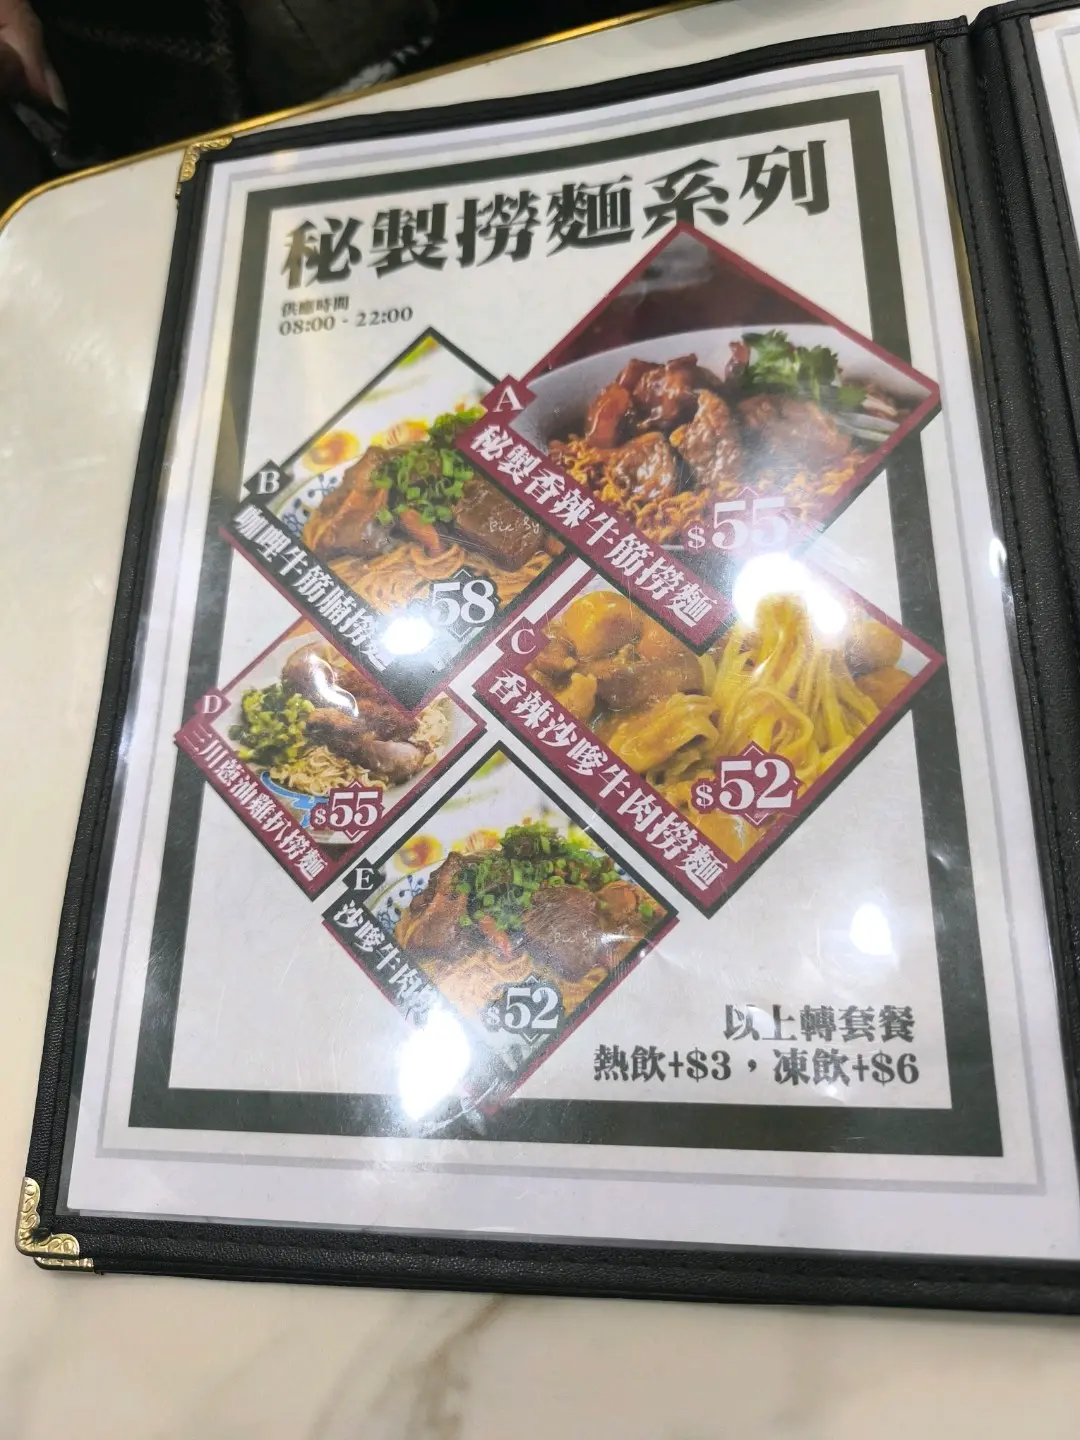 秘製撈麵系列
供應時間
08:00 - 22:00
A
秘製香辣牛筋撈麵
$55
B
咖哩牛筋腩撈麵
58
C
香辣沙嗲牛肉撈麵
$52
D
三川蔥油雞扒撈麵
$55
E
沙嗲牛肉
$52
以上轉套餐
熱飲+$3，凍飲+$6